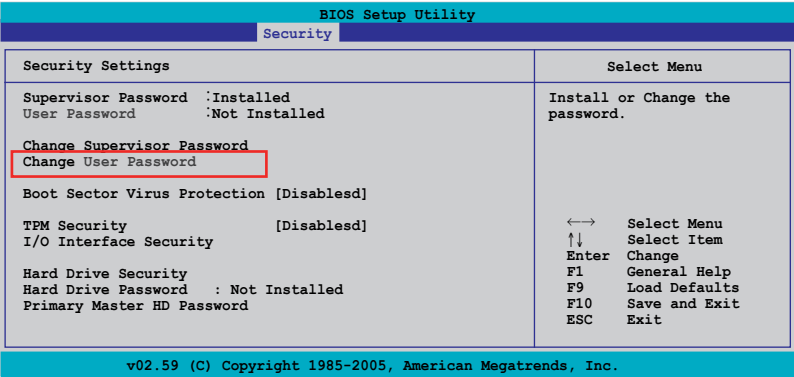 BIOS Setup Utility
Security
Security Settings
Select Menu
Supervisor Password :Installed
User Password :Not Installed
Change Supervisor Password
Change User Password
Boot Sector Virus Protection [Disablesd]
TPM Security [Disablesd]
I/O Interface Security
Hard Drive Security
Hard Drive Password : Not Installed
Primary Master HD Password
Install or Change the
password.
←→ Select Menu
↑↓ Select Item
Enter Change
F1 General Help
F9 Load Defaults
F10 Save and Exit
ESC Exit
v02.59 (C) Copyright 1985-2005, American Megatrends, Inc.